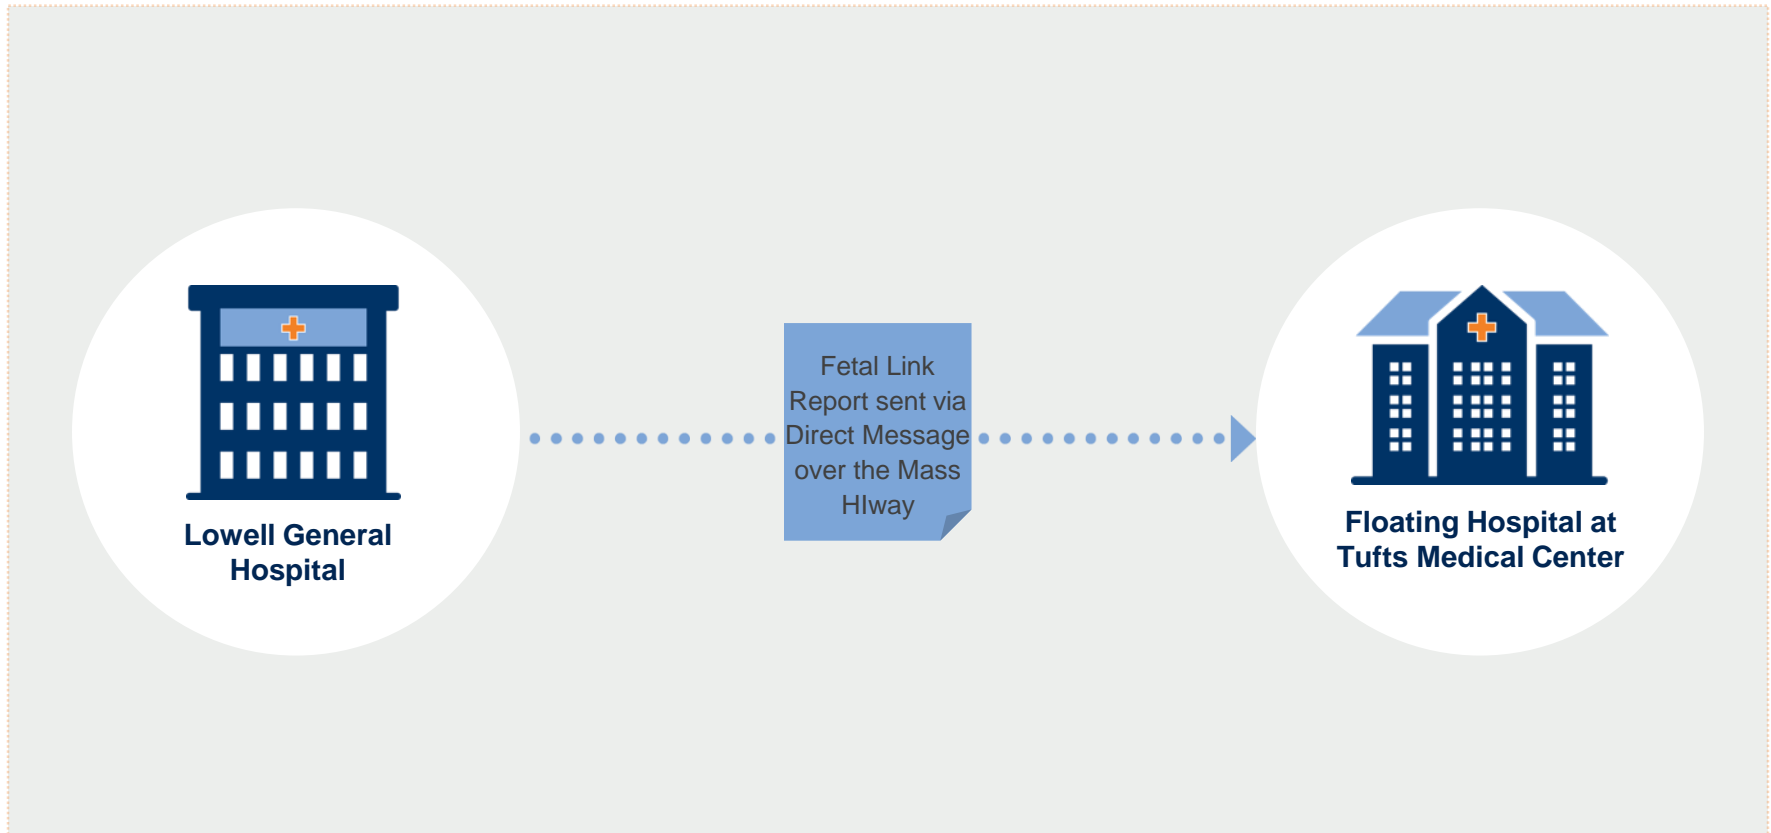 Lowell General
Hospital
Fetal Link
Report sent via
Direct Message
over the Mass
HIway
Floating Hospital at
Tufts Medical Center